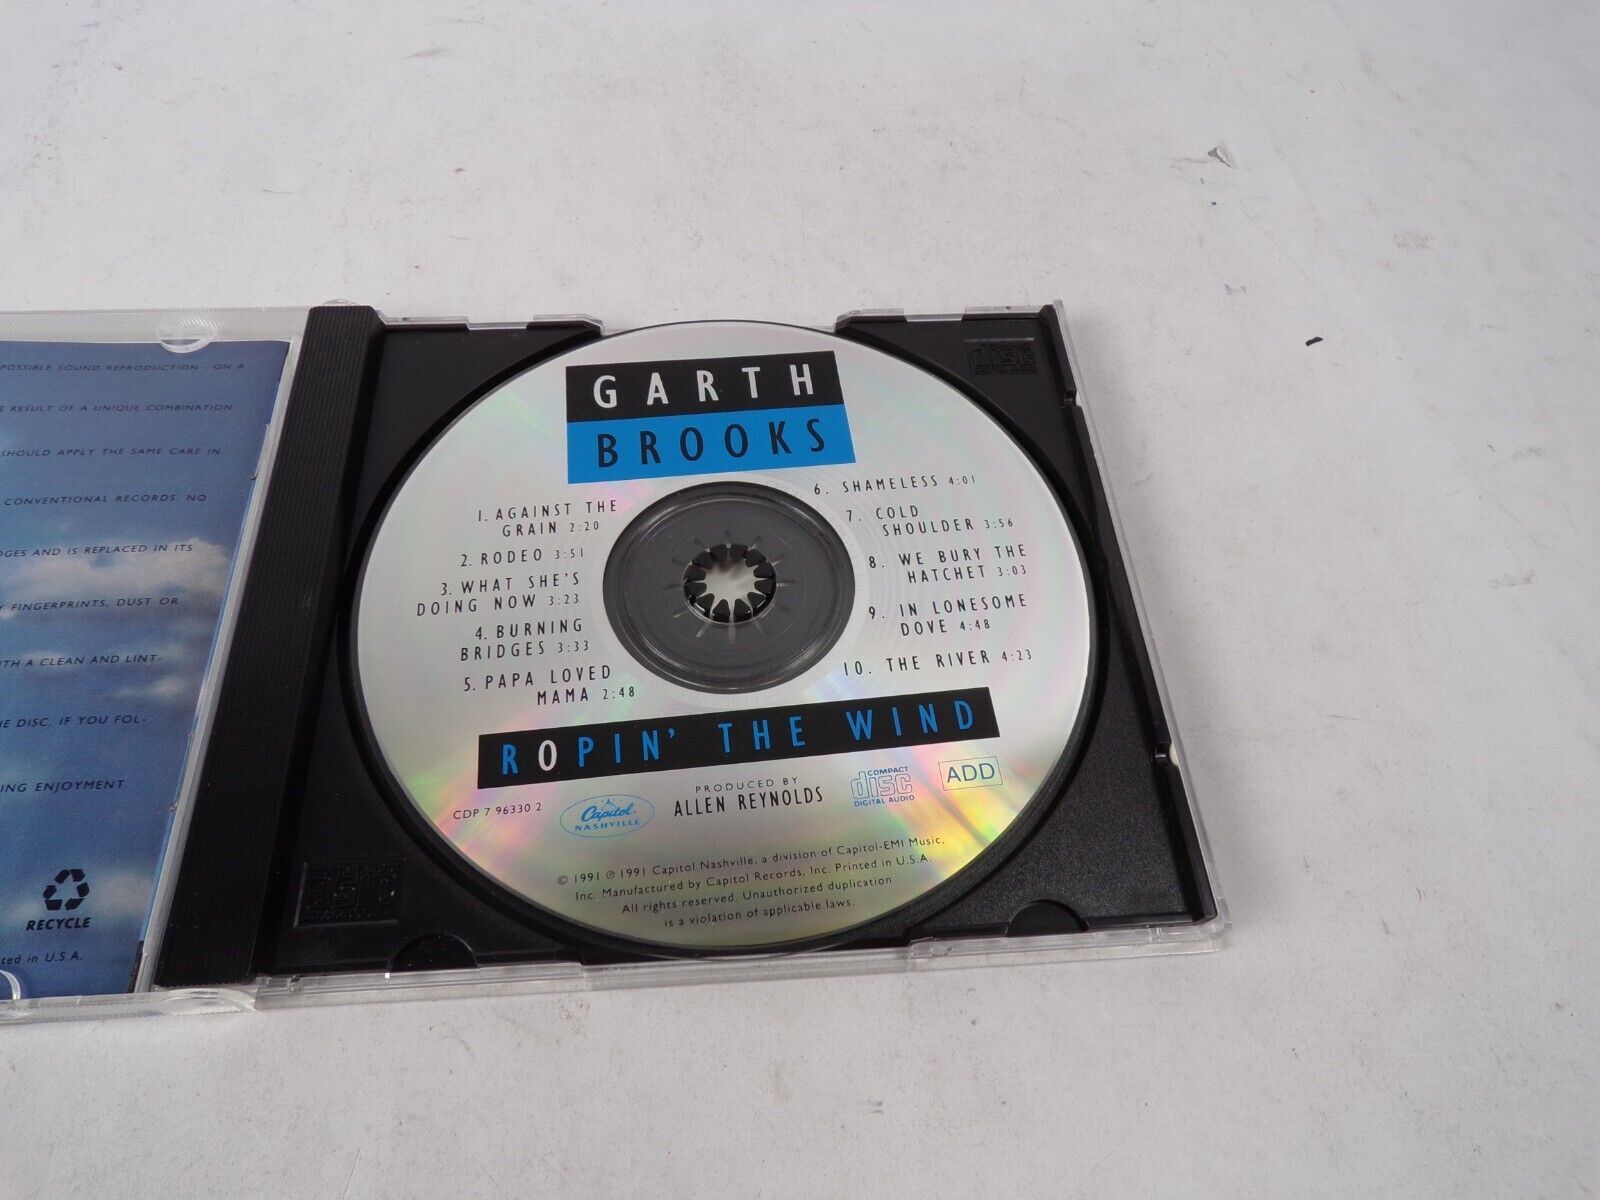 POSSIBLE SOUND REPRODUCTION - ON A
RESULT OF A UNIQUE COMBINATION
SHOULD APPLY THE SAME CARE IN
CONVENTIONAL RECORDS. NO
AND IS REPLACED IN ITS
FINGERPRINTS, DUST OR
A CLEAN AND LINT-
DISC. IF YOU FOL-
ENJOYMENT.
RECYCLE
in U.S.A.
GARTH
BROOKS
1. AGAINST THE
GRAIN 2:20
2. RODEO 3:51
3. WHAT SHE'S
DOING NOW 3:23
4. BURNING
BRIDGES 3:33
5. PAPA LOVED
MAMA 2:48
6. SHAMELESS 4:01
7. COLD
SHOULDER 3:56
8. WE BURY THE
HATCHET 3:03
9. IN LONESOME
DOVE 4:48
10. THE RIVER 4:23
ROPIN' THE WIND
CDP 7 96330 2
Capitol
NASHVILLE
PRODUCED BY
ALLEN REYNOLDS
COMPACT
disc
DIGITAL AUDIO
ADD
© 1991 ℗ 1991 Capitol Nashville, a division of Capitol-EMI Music,
Inc. Manufactured by Capitol Records, Inc. Printed in U.S.A.
All rights reserved. Unauthorized duplication
is a violation of applicable laws.
disc